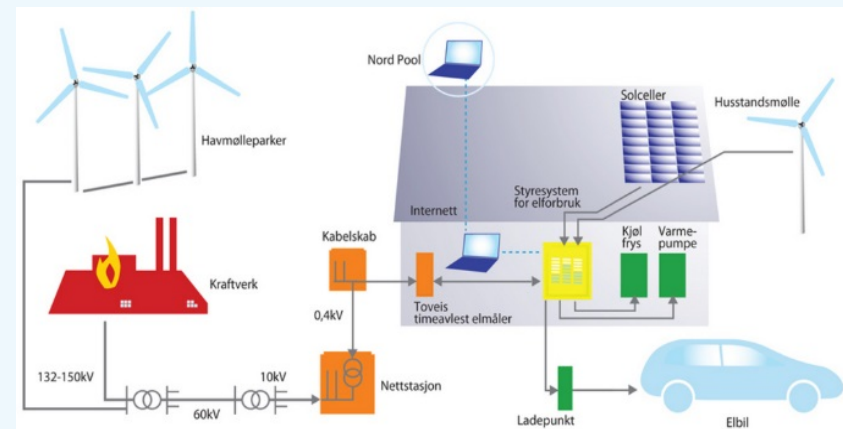 Nord Pool
Solceller
Husstandsmølle
Havmølleparker
Styresystem
for elforbruk
Internett
Kabelskab
Kjøl
frys
Varme-
pumpe
Kraftverk
Toveis
timeavlest elmåler
0,4kV
132-150kV
10kV
Nettstasjon
60kV
Ladepunkt
Elbil